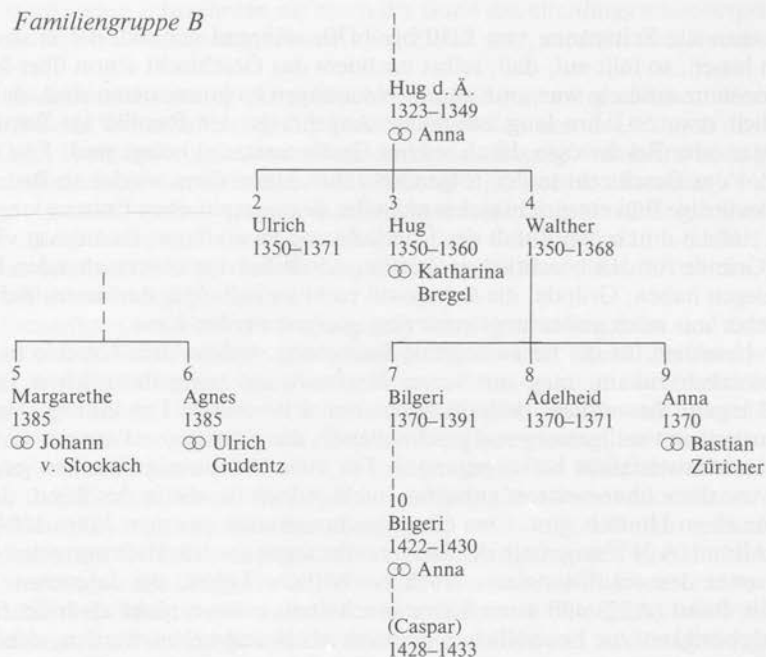 Familiengruppe B
1
Hug d. Ä.
1323–1349
⚭ Anna
2
Ulrich
1350–1371
3
Hug
1350–1360
⚭ Katharina
Bregel
4
Walther
1350–1368
5
Margarethe
1385
⚭ Johann
v. Stockach
6
Agnes
1385
⚭ Ulrich
Gudentz
7
Bilgeri
1370–1391
8
Adelheid
1370–1371
9
Anna
1370
⚭ Bastian
Züricher
10
Bilgeri
1422–1430
⚭ Anna
(Caspar)
1428–1433